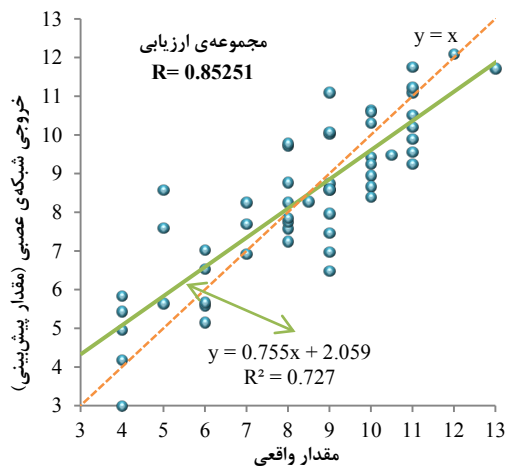 مجموعه‌ی ارزیابی
R= 0.85251
y = x
خروجی شبکه‌ی عصبی (مقدار پیش‌بینی)
13
12
11
10
9
8
7
6
5
4
3
y = 0.755x + 2.059
R² = 0.727
3 4 5 6 7 8 9 10 11 12 13
مقدار واقعی